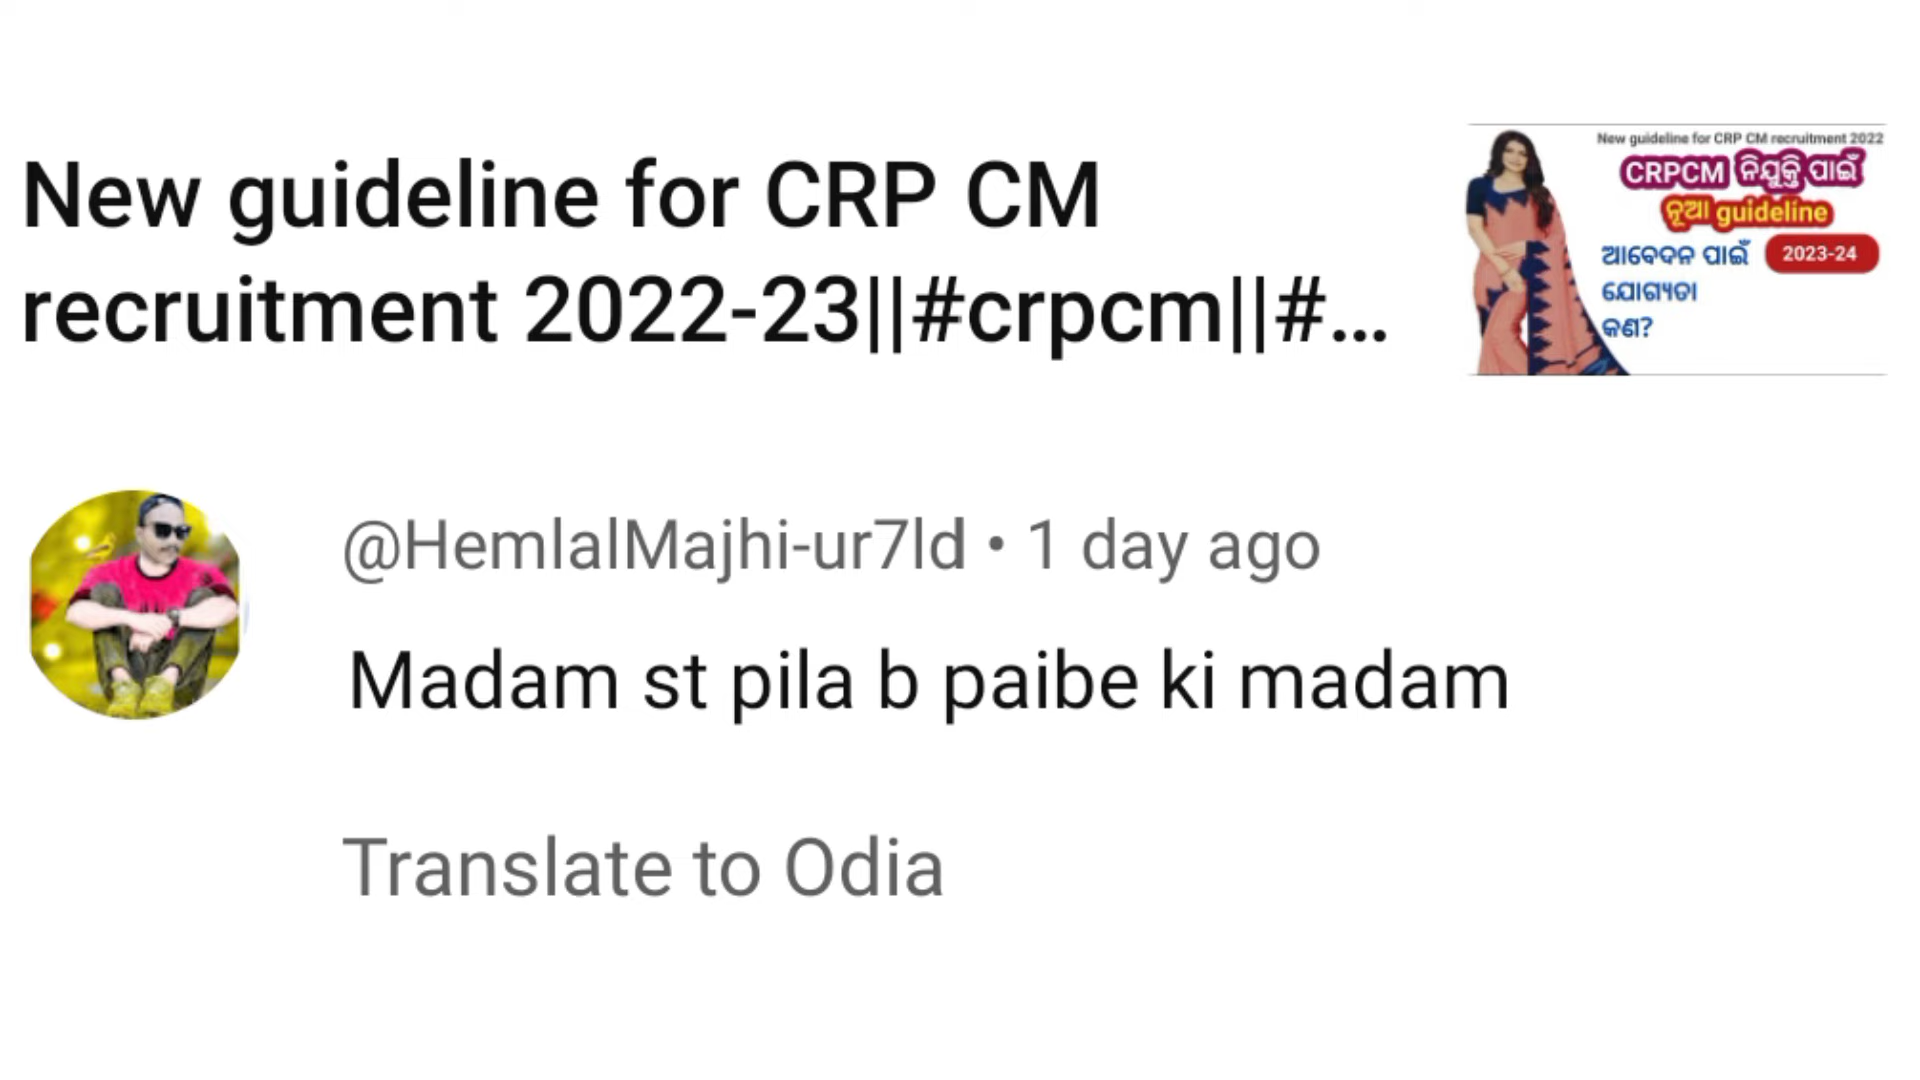 New guideline for CRP CM
recruitment 2022-23||#crpcm||#...
New guideline for CRP CM recruitment 2022
CRPCM ନିଯୁକ୍ତି ପାଇଁ
ନୂଆ guideline
ଆବେଦନ ପାଇଁ 2023-24
ଯୋଗ୍ୟତା
କଣ?
@HemlalMajhi-ur7ld • 1 day ago
Madam st pila b paibe ki madam
Translate to Odia